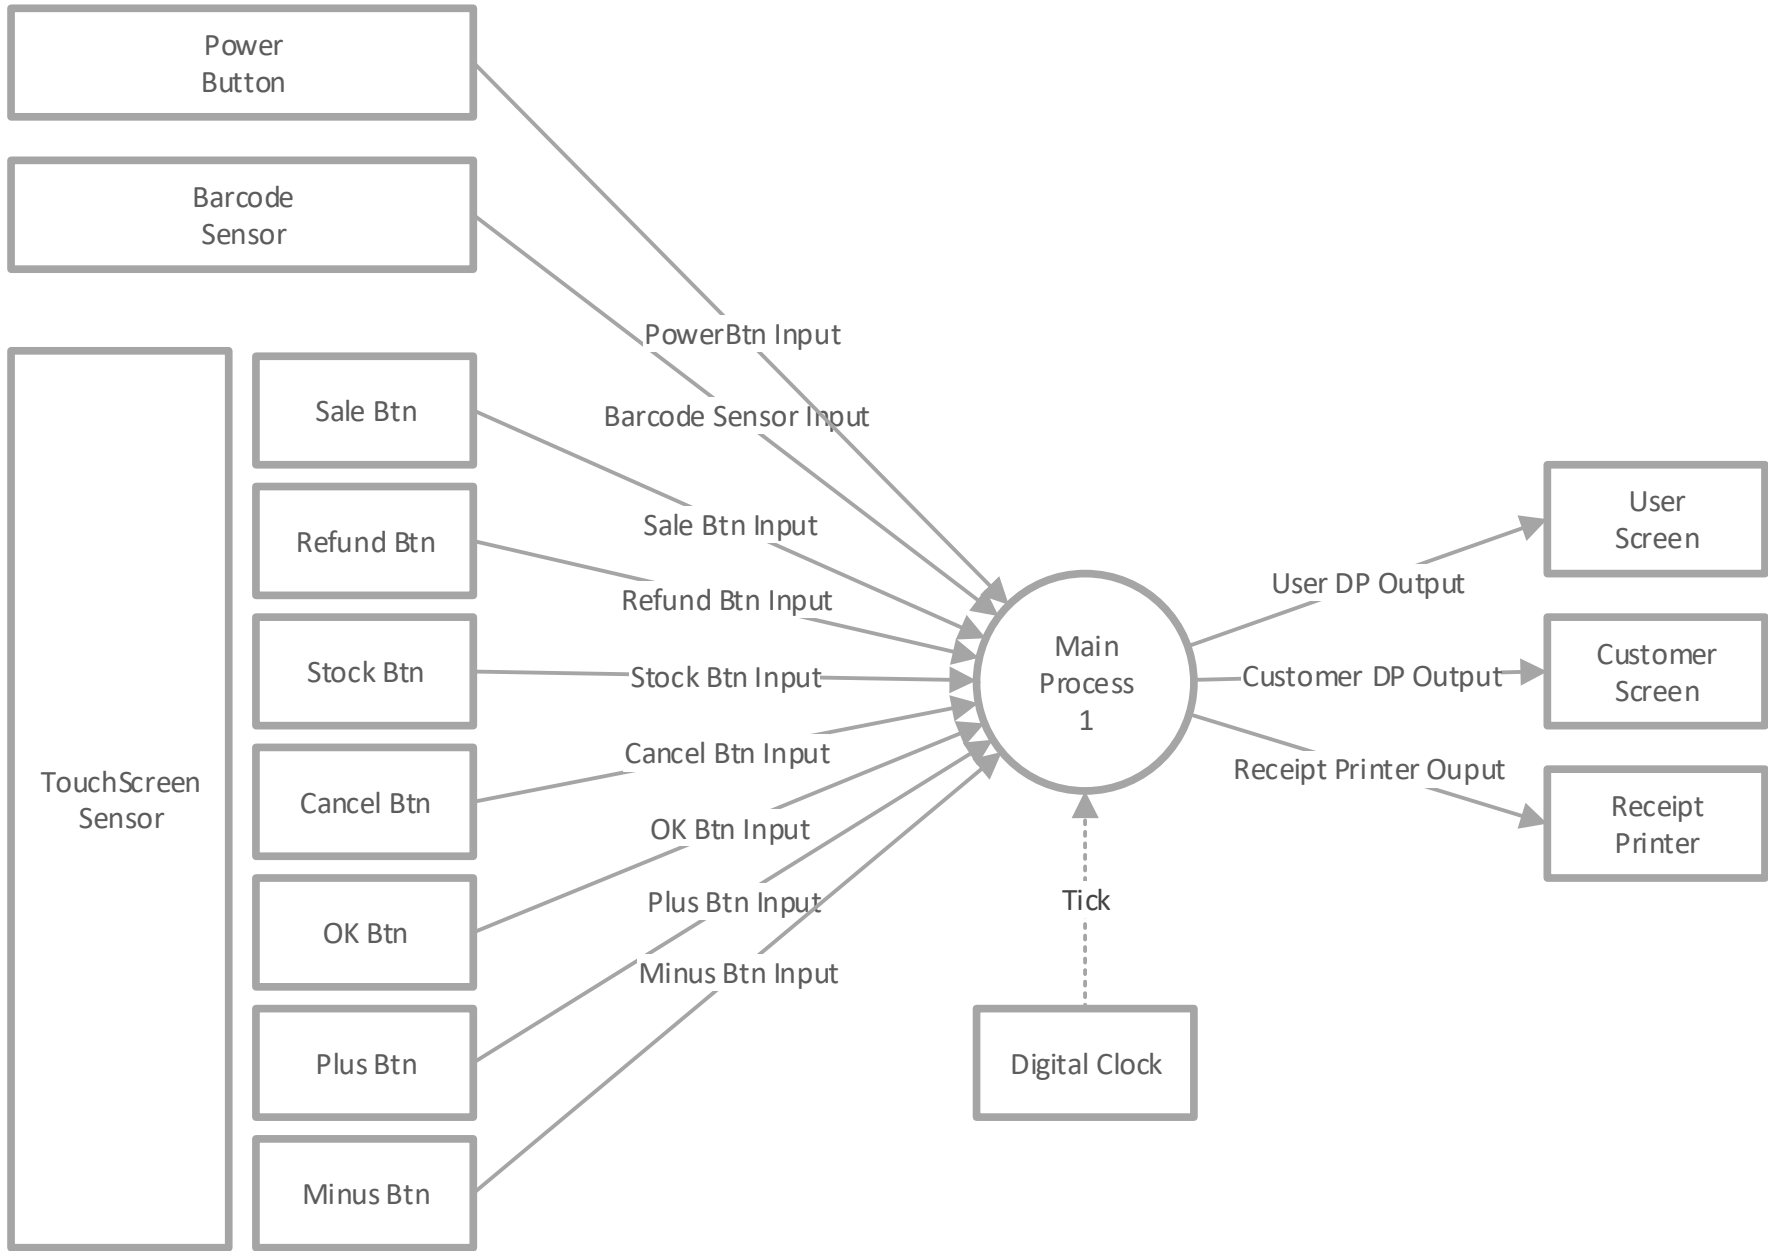 Power
Button
Barcode
Sensor
PowerBtn Input
Barcode Sensor Input
Sale Btn
Sale Btn Input
Refund Btn
Refund Btn Input
Stock Btn
Stock Btn Input
Cancel Btn
Cancel Btn Input
TouchScreen
Sensor
OK Btn Input
OK Btn
Plus Btn Input
Minus Btn Input
Plus Btn
Minus Btn
Main
Process
1
Tick
Digital Clock
User DP Output
Customer DP Output
Receipt Printer Ouput
User
Screen
Customer
Screen
Receipt
Printer